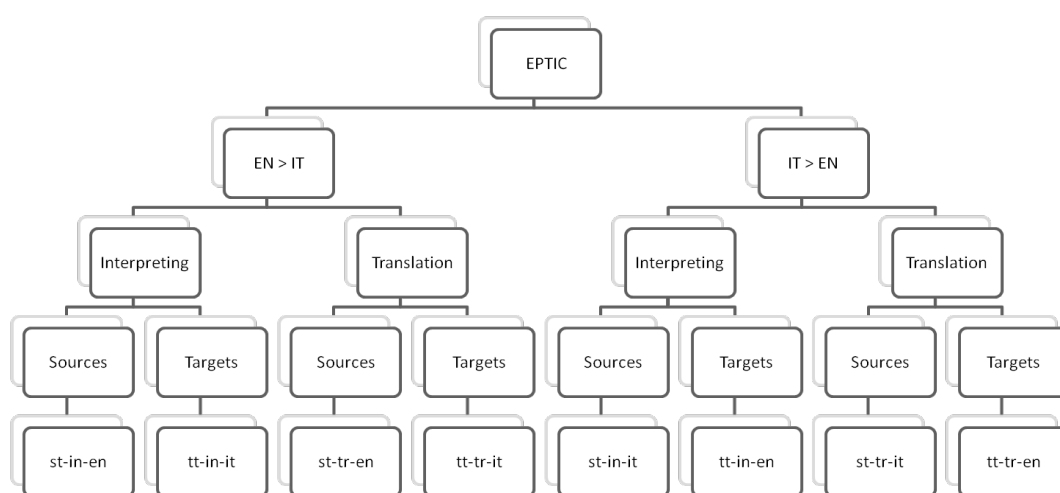 EPTIC
EN > IT
IT > EN
Interpreting
Translation
Interpreting
Translation
Sources
Targets
Sources
Targets
Sources
Targets
Sources
Targets
st-in-en
tt-in-it
st-tr-en
tt-tr-it
st-in-it
tt-in-en
st-tr-it
tt-tr-en